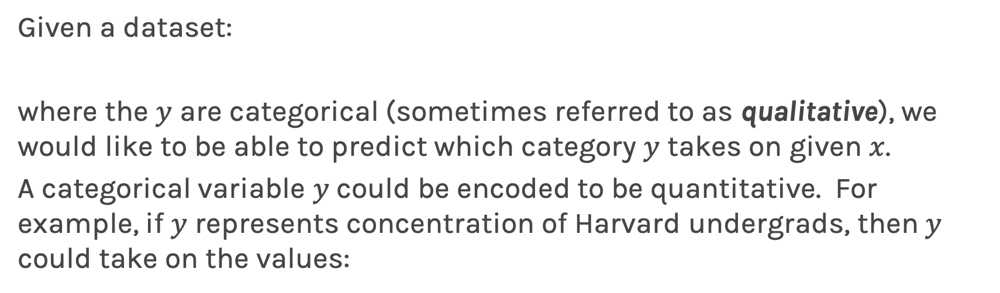 Given a dataset:
where the y are categorical (sometimes referred to as qualitative), we
would like to be able to predict which category y takes on given x.
A categorical variable y could be encoded to be quantitative.  For
example, if y represents concentration of Harvard undergrads, then y
could take on the values: